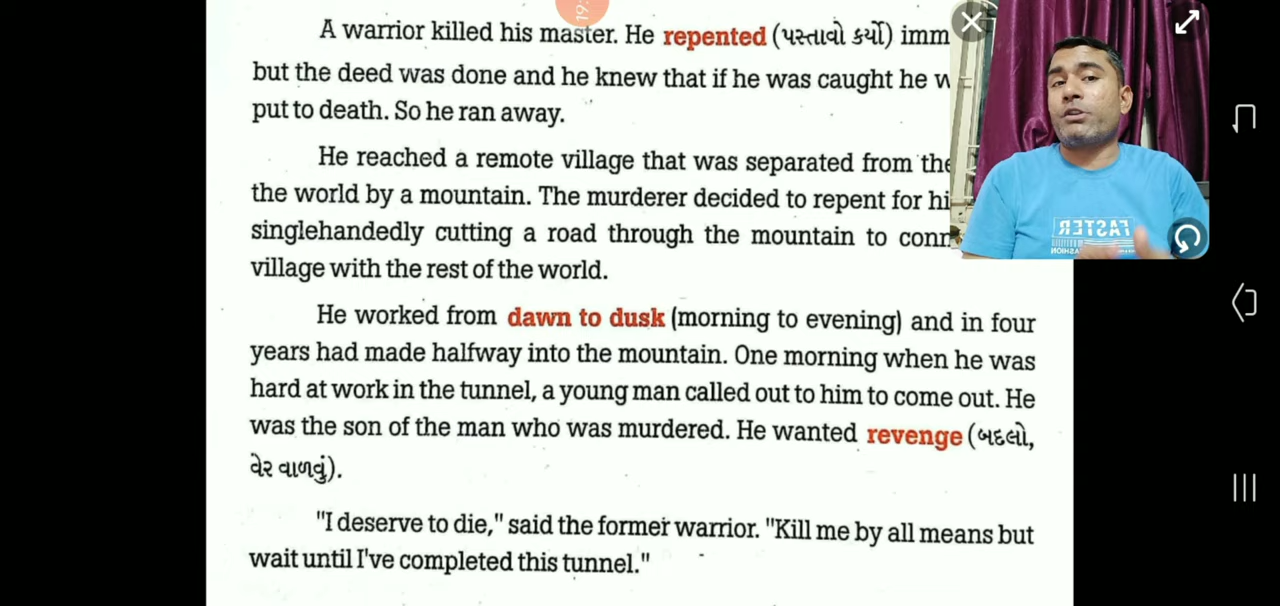 A warrior killed his master. He repented (પસ્તાવો કર્યો) imm
but the deed was done and he knew that if he was caught he w
put to death. So he ran away.
He reached a remote village that was separated from the
the world by a mountain. The murderer decided to repent for hi
singlehandedly cutting a road through the mountain to conn
village with the rest of the world.
He worked from dawn to dusk (morning to evening) and in four
years had made halfway into the mountain. One morning when he was
hard at work in the tunnel, a young man called out to him to come out. He
was the son of the man who was murdered. He wanted revenge (બદલો,
વેર વાળવું).
"I deserve to die," said the former warrior. "Kill me by all means but
wait until I've completed this tunnel."
19:
FASTER